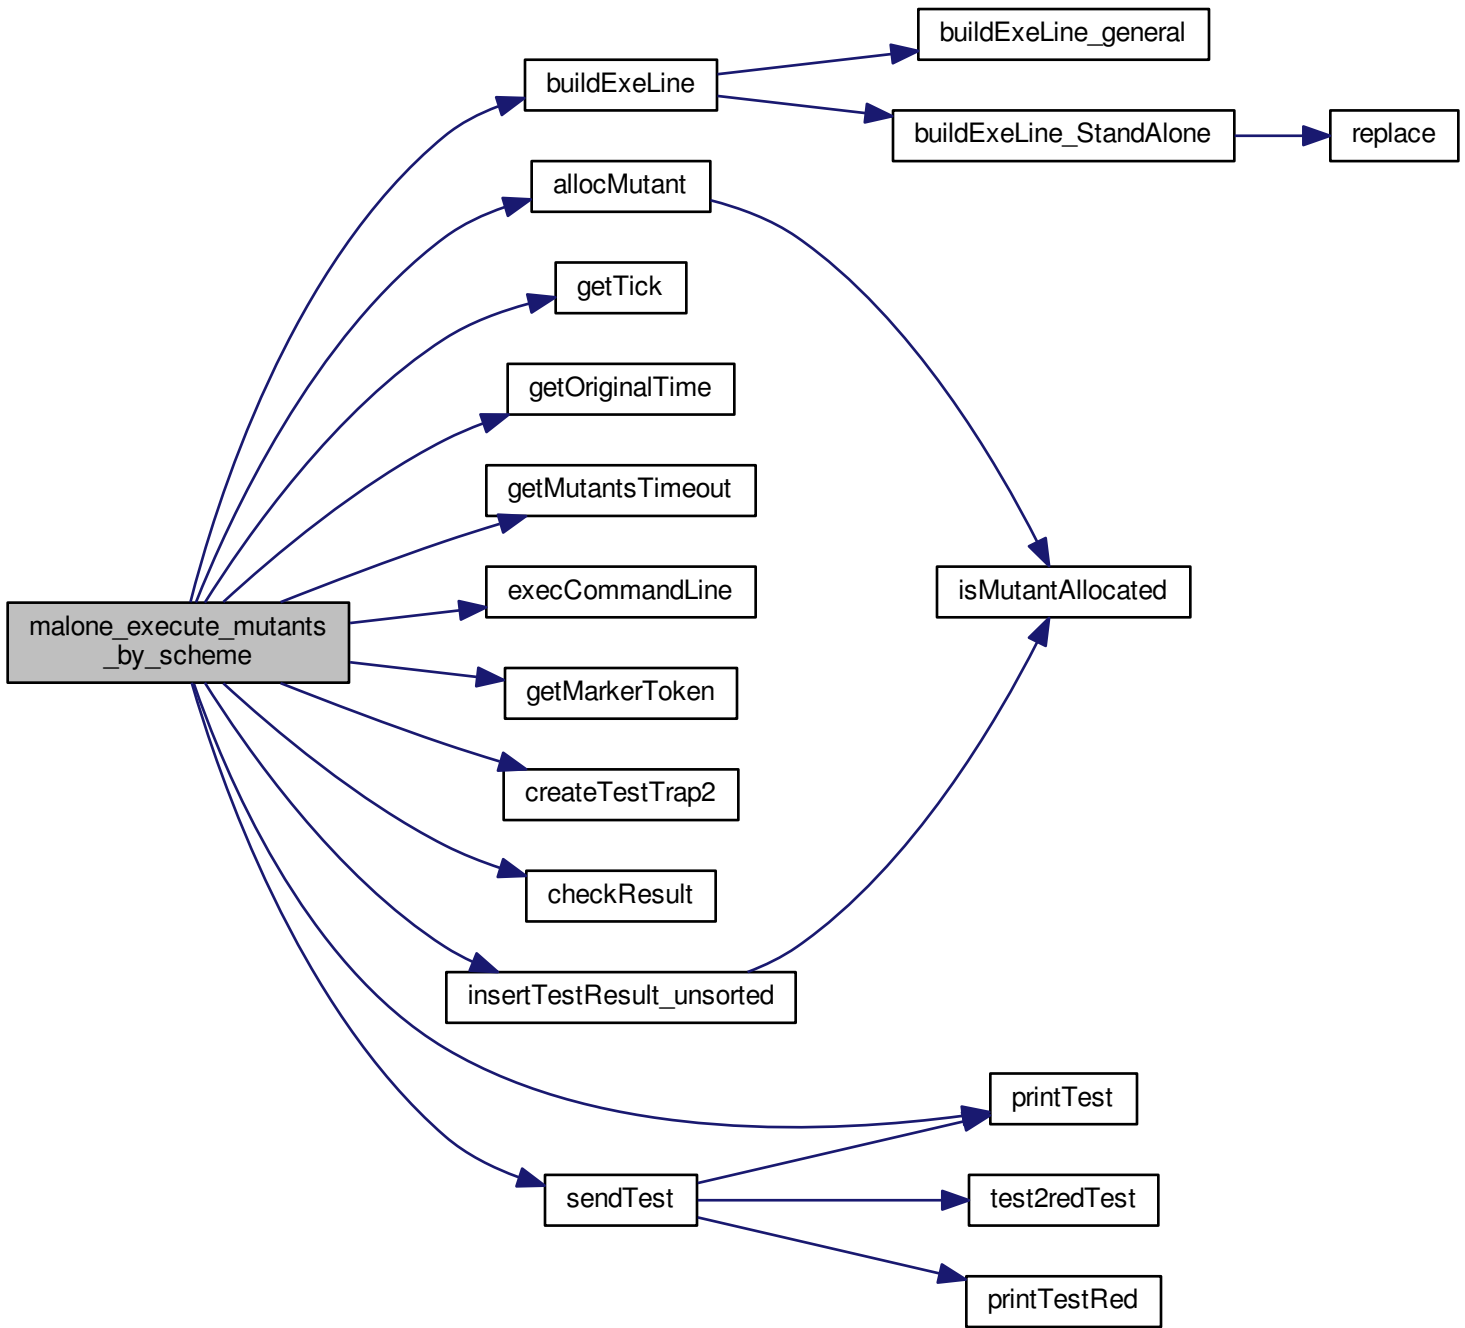 malone_execute_mutants
_by_scheme
buildExeLine
allocMutant
getTick
getOriginalTime
getMutantsTimeout
execCommandLine
getMarkerToken
createTestTrap2
checkResult
insertTestResult_unsorted
sendTest
buildExeLine_general
buildExeLine_StandAlone
replace
isMutantAllocated
printTest
test2redTest
printTestRed